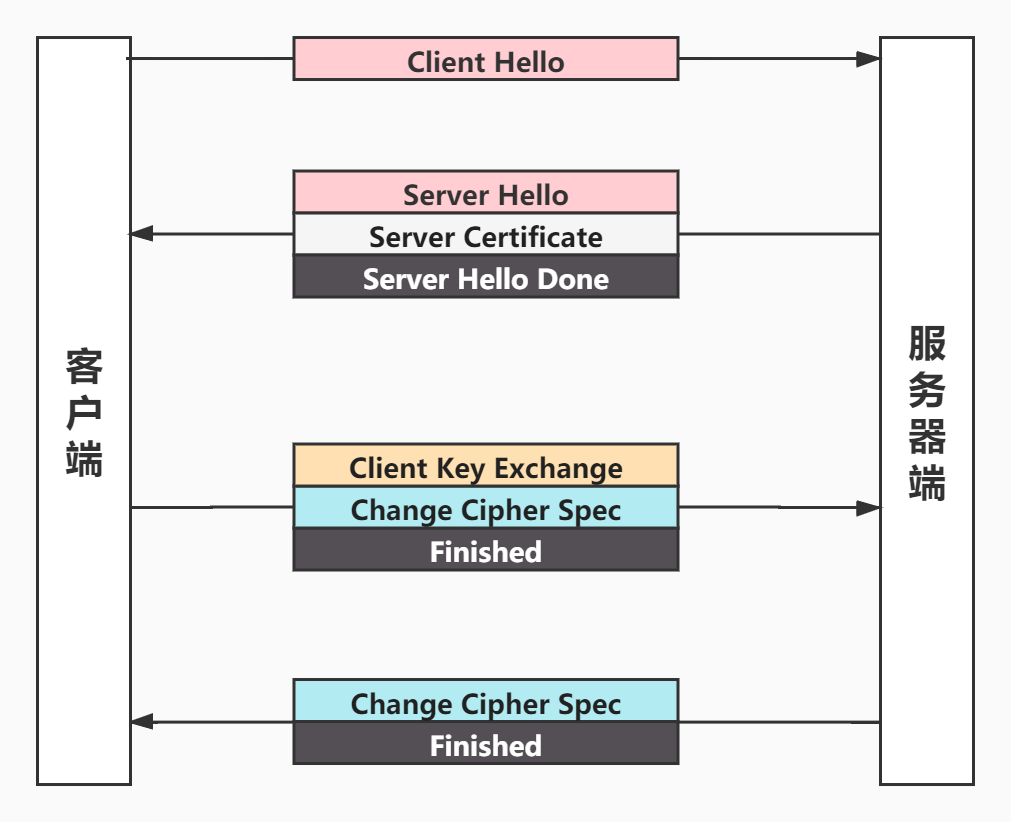 Client Hello
Server Hello
Server Certificate
Server Hello Done
客户端
服务器端
Client Key Exchange
Change Cipher Spec
Finished
Change Cipher Spec
Finished